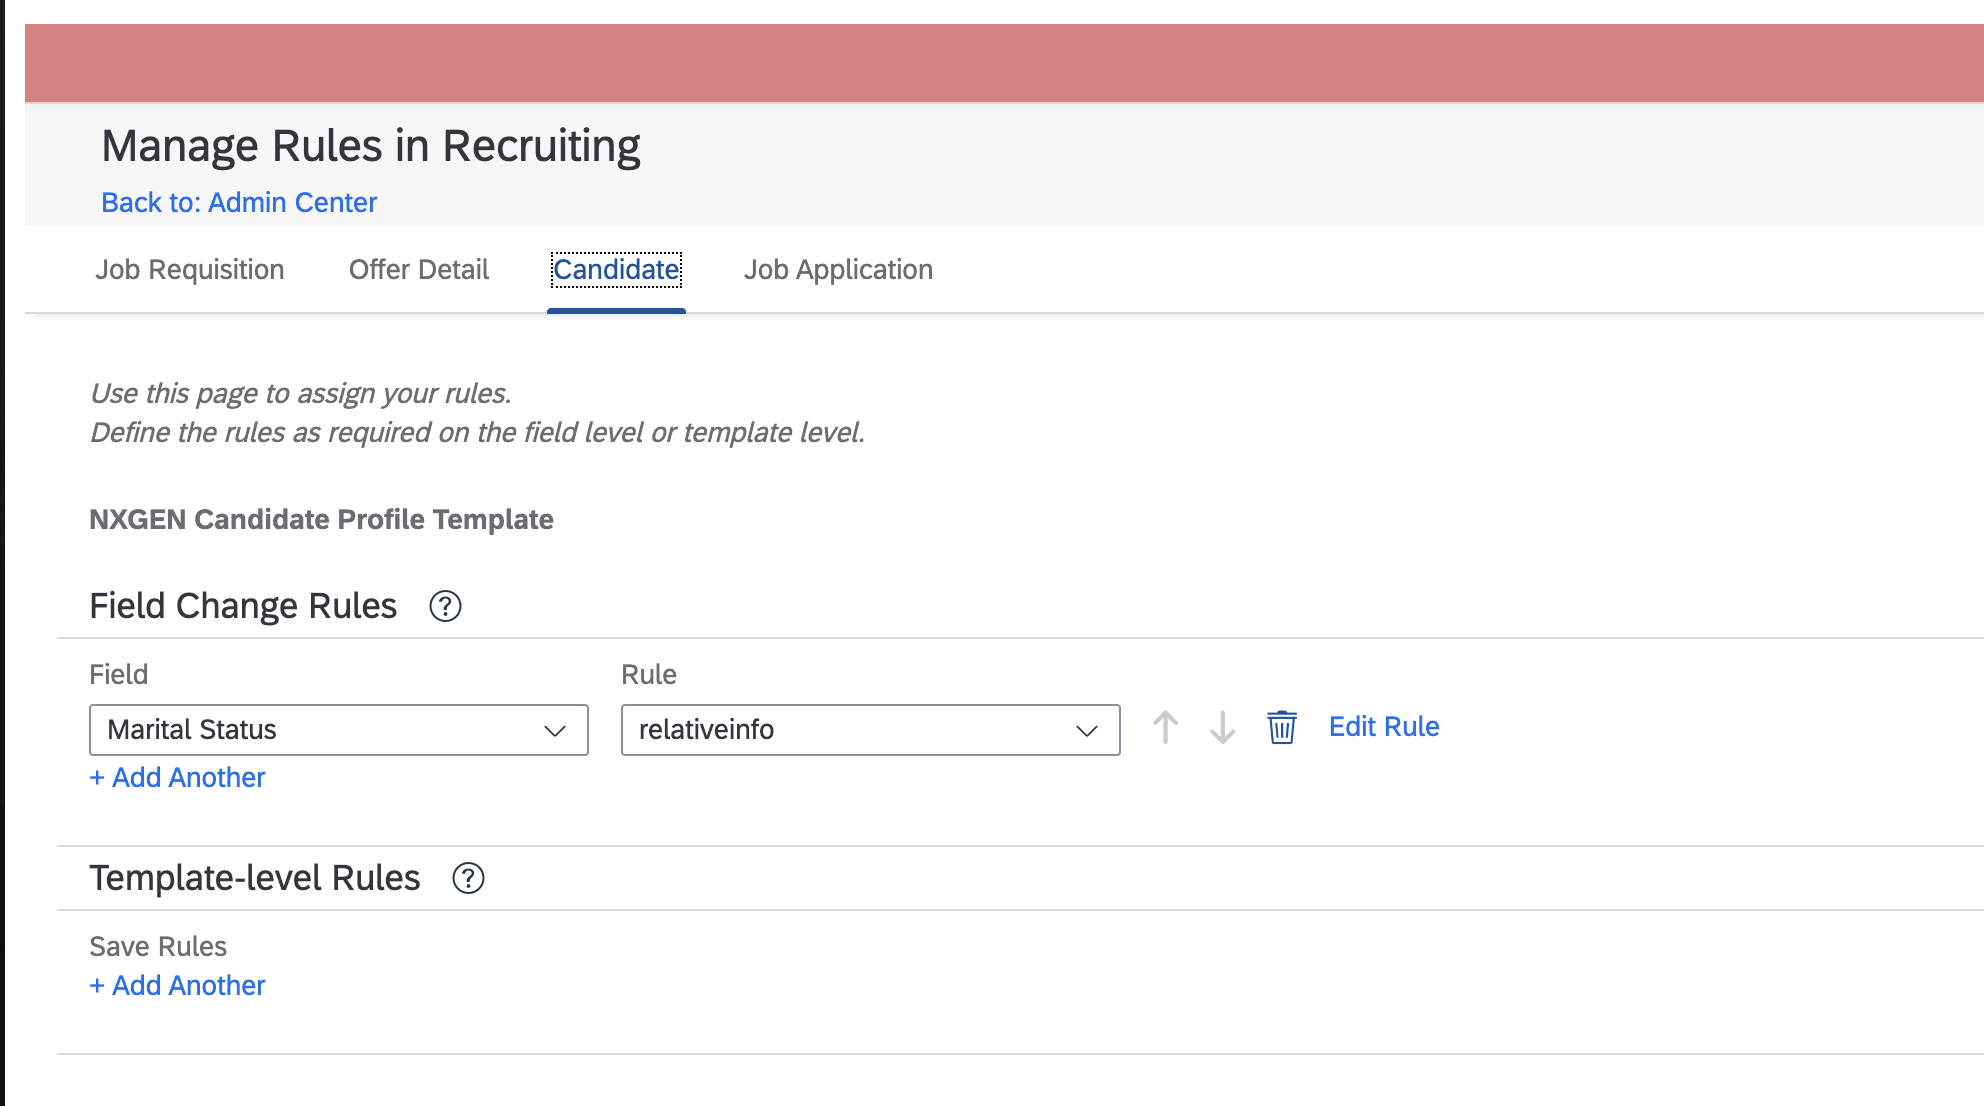 Manage Rules in Recruiting
Back to: Admin Center
Job Requisition Offer Detail Candidate Job Application
Use this page to assign your rules.
Define the rules as required on the field level or template level.
NXGEN Candidate Profile Template
Field Change Rules ?
Field Rule
Marital Status relativeinfo Edit Rule
+ Add Another
Template-level Rules ?
Save Rules
+ Add Another